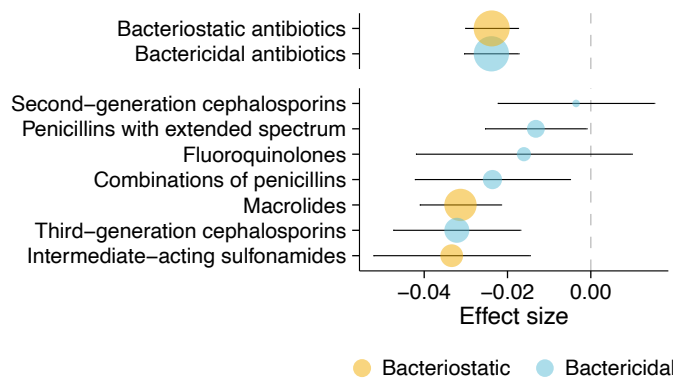 Bacteriostatic antibiotics
Bactericidal antibiotics
Second−generation cephalosporins
Penicillins with extended spectrum
Fluoroquinolones
Combinations of penicillins
Macrolides
Third−generation cephalosporins
Intermediate−acting sulfonamides
−0.04 −0.02 0.00
Effect size
Bacteriostatic Bactericidal